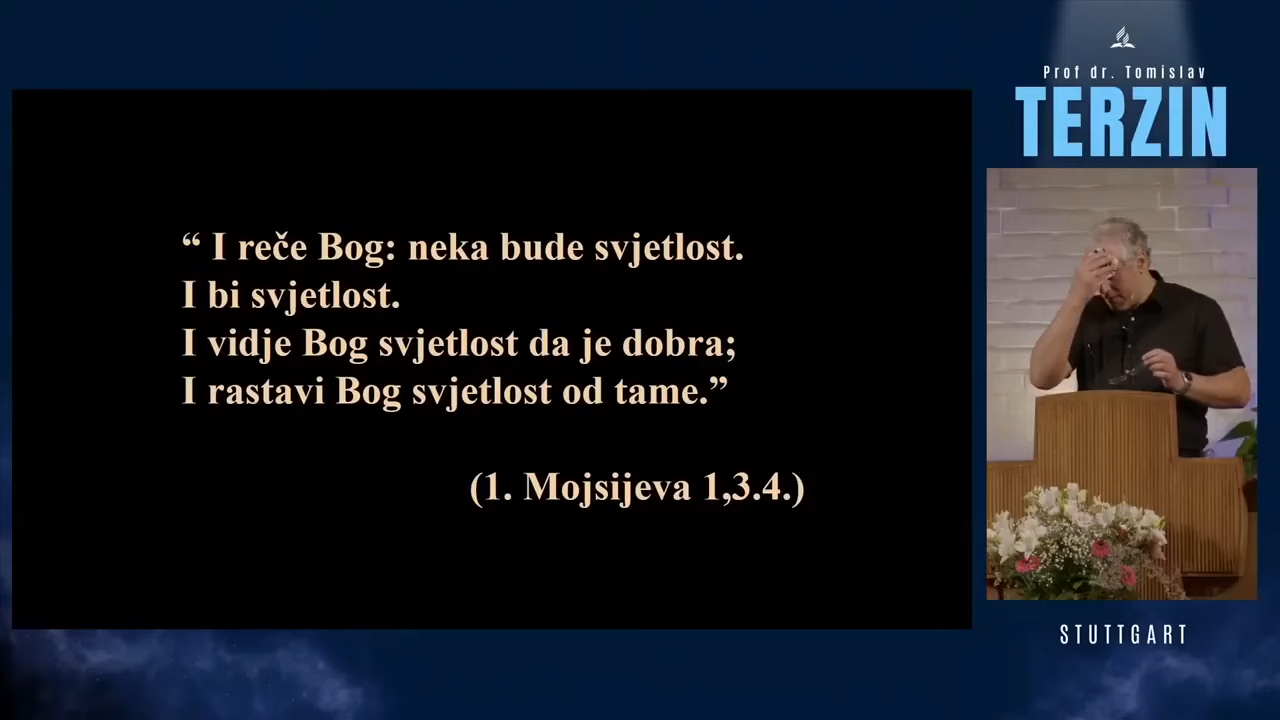 “ I reče Bog: neka bude svjetlost.
I bi svjetlost.
I vidje Bog svjetlost da je dobra;
I rastavi Bog svjetlost od tame.”
(1. Mojsijeva 1,3.4.)
Prof dr. Tomislav
TERZIN
STUTTGART